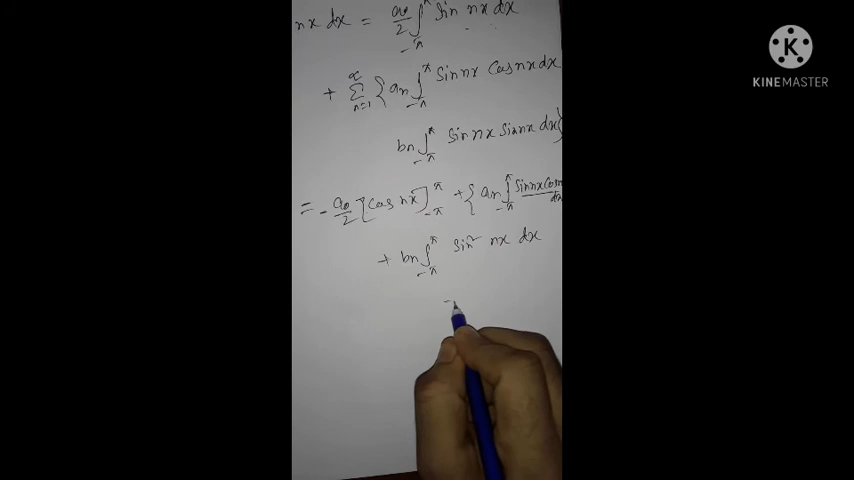 nx dx = a₀/2 ∫_{-π}^{π} Sin nx dx
+ ∑_{n=1}^{∞} { aₙ ∫_{-π}^{π} Sin nx Cos nx dx
bn ∫_{-π}^{π} Sin nx Sin nx dx }
= - a₀/2 [Cos nx]_{-π}^{π} + { an ∫_{-π}^{π} Sin nx Cos
dx
+ bn ∫_{-π}^{π} Sin² nx dx
K
KINEMASTER